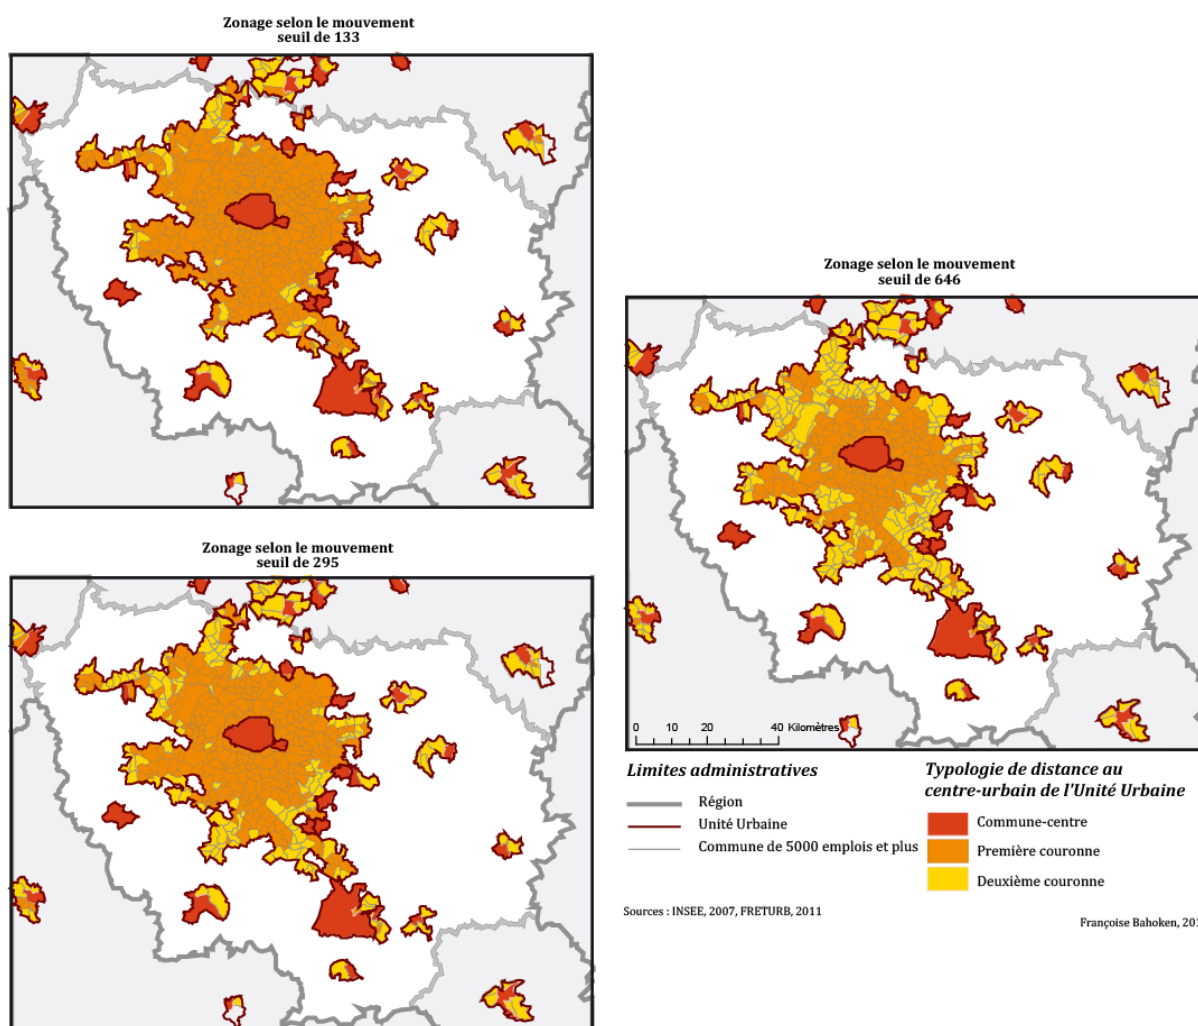 Zonage selon le mouvement
seuil de 133
Zonage selon le mouvement
seuil de 295
Zonage selon le mouvement
seuil de 646
0 10 20 40 Kilomètres
Limites administratives
Région
Unité Urbaine
Commune de 5000 emplois et plus
Typologie de distance au
centre-urbain de l'Unité Urbaine
Commune-centre
Première couronne
Deuxième couronne
Sources : INSEE, 2007, FRETURB, 2011
Françoise Bahoken, 201